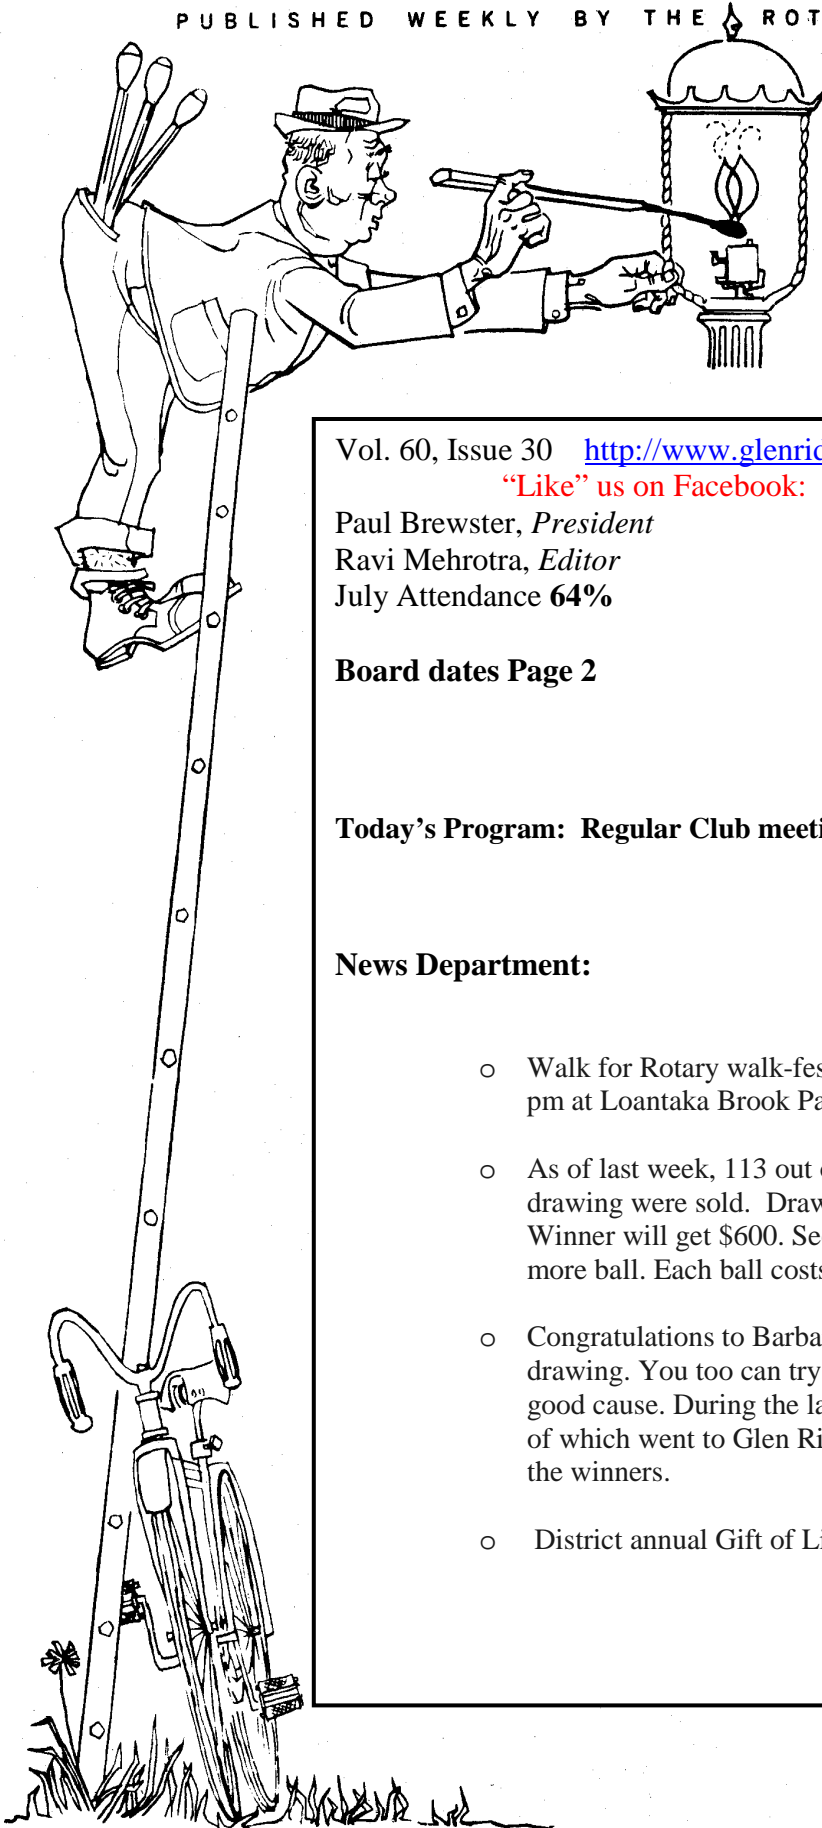 PUBLISHED WEEKLY BY THE ROT
Vol. 60, Issue 30 http://www.glenric
“Like” us on Facebook:
Paul Brewster, President
Ravi Mehrotra, Editor
July Attendance 64%
Board dates Page 2
Today’s Program: Regular Club meeti
News Department:
o Walk for Rotary walk-fes
pm at Loantaka Brook Pa
o As of last week, 113 out
drawing were sold. Draw
Winner will get $600. Se
more ball. Each ball costs
o Congratulations to Barba
drawing. You too can try
good cause. During the la
of which went to Glen Ri
the winners.
o District annual Gift of Li